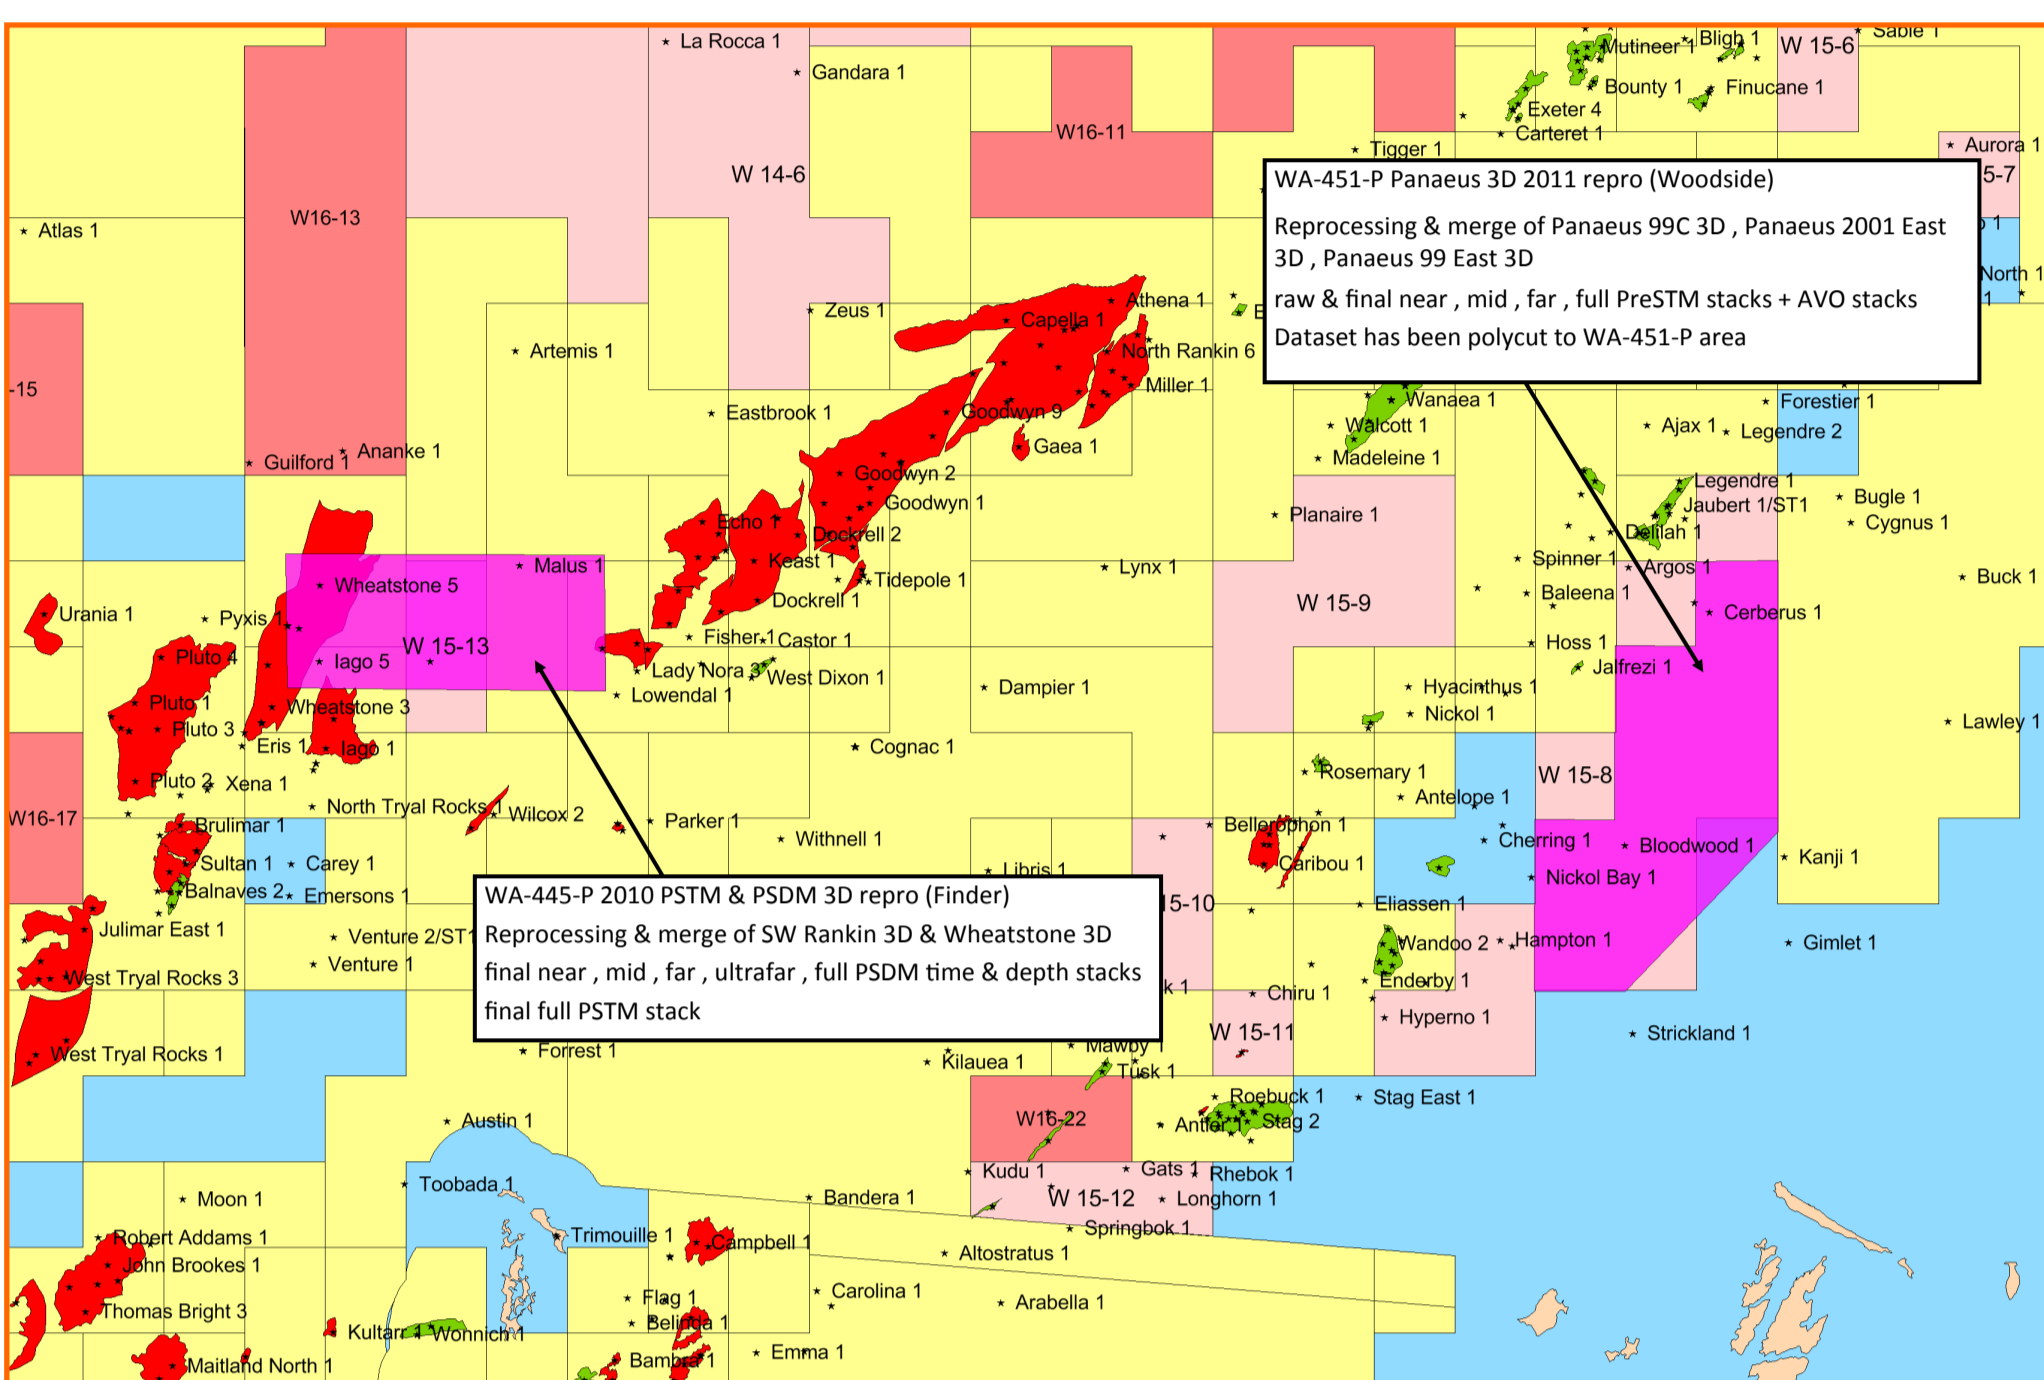 La Rocca 1
Gandara 1
W 14-6
W16-11
W16-13
Atlas 1
Mutineer 1
Bligh 1
W 15-6
Sable 1
Bounty 1
Finucane 1
Exeter 4
Carteret 1
Tigger 1
Aurora 1
5-7
WA-451-P Panaeus 3D 2011 repro (Woodside)
Reprocessing & merge of Panaeus 99C 3D , Panaeus 2001 East
3D , Panaeus 99 East 3D
raw & final near , mid , far , full PreSTM stacks + AVO stacks
Dataset has been polycut to WA-451-P area
North 1
Zeus 1
Artemis 1
Athena 1
Capella 1
North Rankin 6
Miller 1
-15
Eastbrook 1
Goodwyn 9
Gaea 1
Wanaea 1
Walcott 1
Madeleine 1
Forestier 1
Ajax 1
Legendre 2
Guilford 1
Ananke 1
Goodwyn 2
Goodwyn 1
Echo 1
Dockrell 2
Keast 1
Tidepole 1
Dockrell 1
Planaire 1
Legendre 1
Jaubert 1/ST1
Delilah 1
Bugle 1
Cygnus 1
Spinner 1
Argos 1
Buck 1
Malus 1
Wheatstone 5
Lynx 1
W 15-9
Baleena 1
Cerberus 1
Urania 1
Pyxis 1
Pluto 4
Iago 5
W 15-13
Fisher 1
Castor 1
Lady Nora 3
West Dixon 1
Lowendal 1
Dampier 1
Hoss 1
Jalfrezi 1
Hyacinthus 1
Nickol 1
Lawley 1
Pluto 1
Wheatstone 3
Pluto 3
Eris 1
Iago 1
Cognac 1
Pluto 2
Xena 1
North Tryal Rocks 1
Wilcox 2
Parker 1
Withnell 1
Rosemary 1
Antelope 1
W 15-8
W16-17
Brulimar 1
Sultan 1
Carey 1
Balnaves 2
Emersons 1
Libris 1
Bellerophon 1
Caribou 1
Cherring 1
Bloodwood 1
Kanji 1
Nickol Bay 1
WA-445-P 2010 PSTM & PSDM 3D repro (Finder)
Reprocessing & merge of SW Rankin 3D & Wheatstone 3D
final near , mid , far , ultrafar , full PSDM time & depth stacks
final full PSTM stack
15-10
Eliassen 1
Julimar East 1
Venture 2/ST1
Venture 1
West Tryal Rocks 3
Wandoo 2
Hampton 1
Gimlet 1
Enderby 1
k 1
Chiru 1
Hyperno 1
W 15-11
Strickland 1
West Tryal Rocks 1
Forrest 1
Kilauea 1
Mawby 1
Tusk 1
Austin 1
W16-22
Roebuck 1
Antler 1
Stag 2
Stag East 1
Moon 1
Toobada 1
Bandera 1
Kudu 1
Gats 1
Rhebok 1
W 15-12
Longhorn 1
Springbok 1
Robert Addams 1
John Brookes 1
Thomas Bright 3
Trimouille 1
Campbell 1
Altostratus 1
Flag 1
Carolina 1
Arabella 1
Belinda 1
Kultarr 1
Wonnich 1
Maitland North 1
Bambra 1
Emma 1